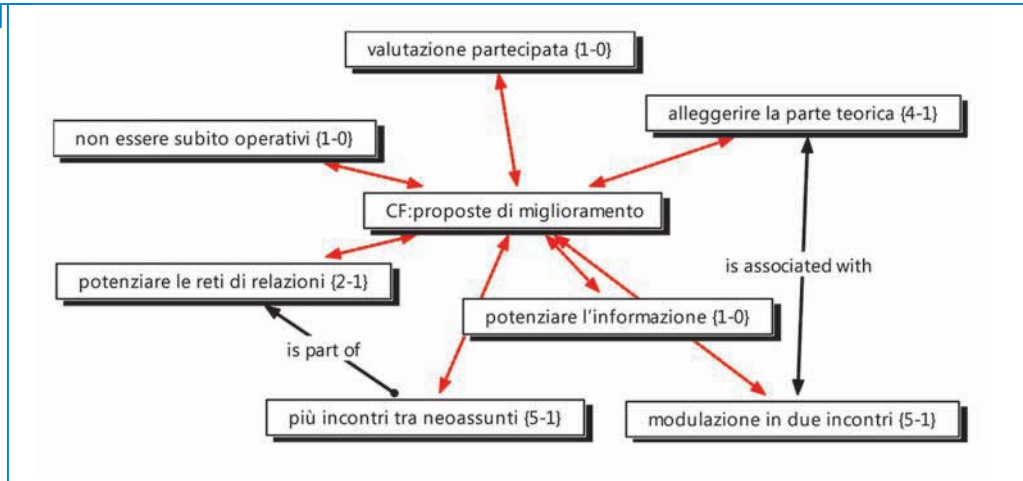 valutazione partecipata {1-0}
alleggerire la parte teorica {4-1}
non essere subito operativi {1-0}
CF:proposte di miglioramento
is associated with
potenziare le reti di relazioni {2-1}
potenziare l'informazione {1-0}
is part of
più incontri tra neoassunti {5-1}
modulazione in due incontri {5-1}